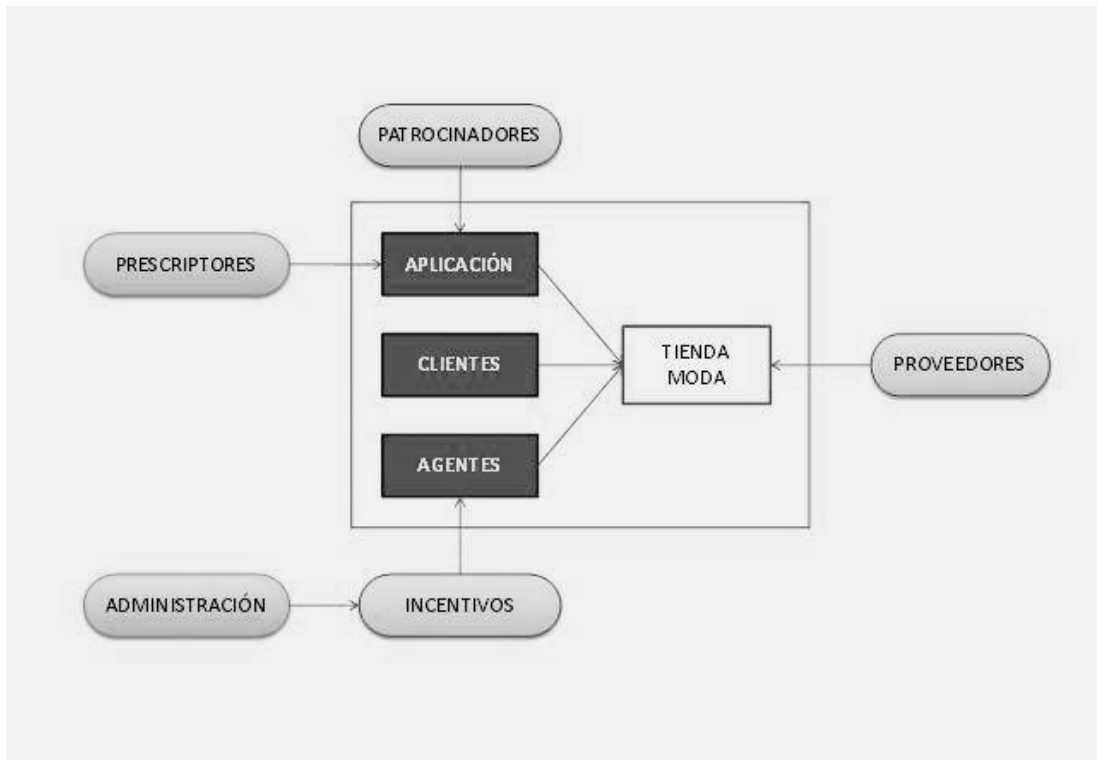 PATROCINADORES
PRESCRIPTORES
APLICACIÓN
CLIENTES
TIENDA
MODA
PROVEEDORES
AGENTES
ADMINISTRACIÓN
INCENTIVOS